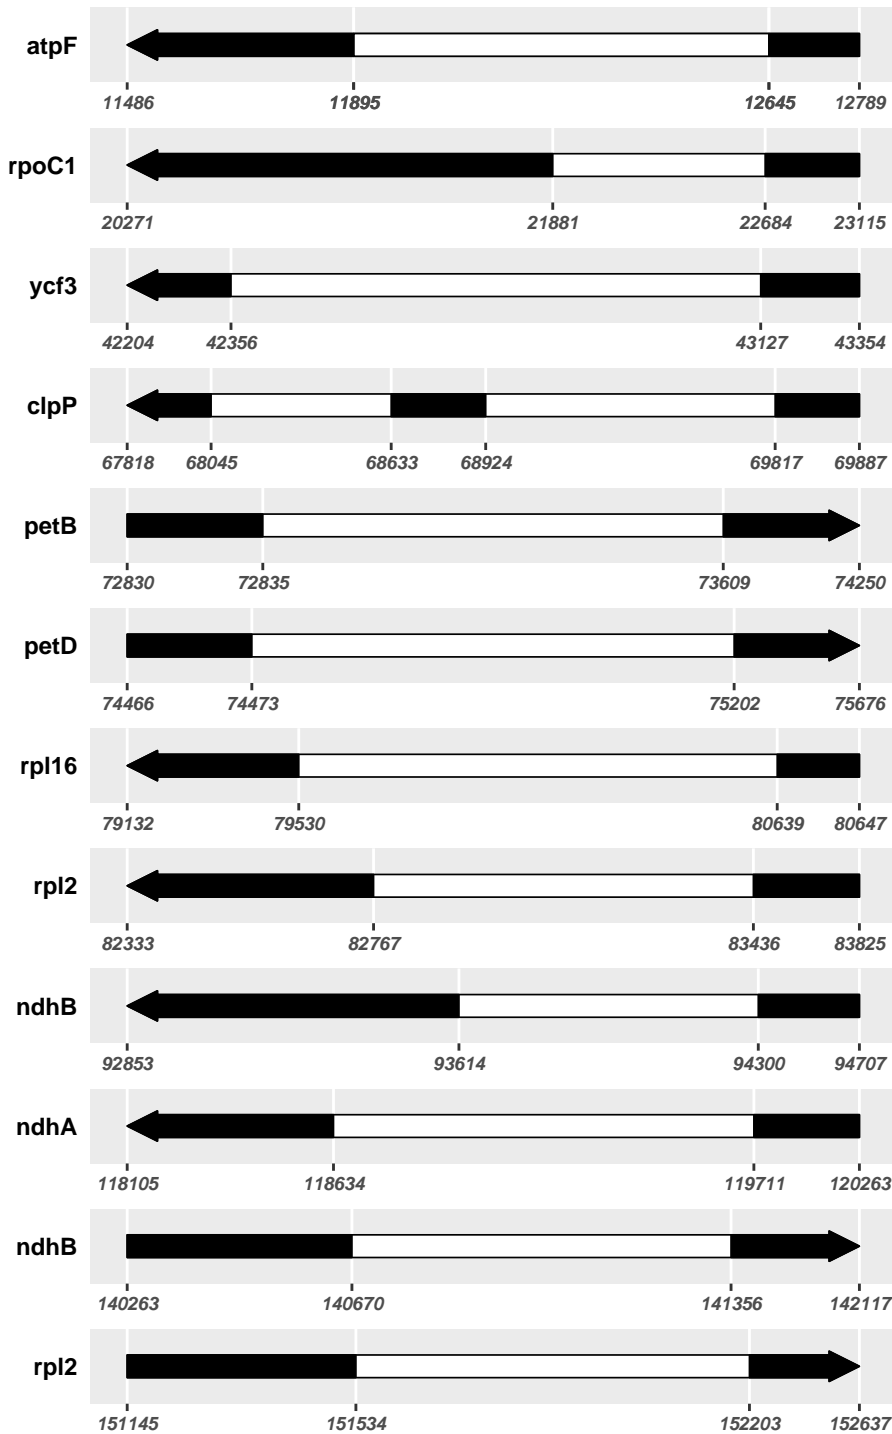 atpF
11486 11895 12645 12789
rpoC1
20271 21881 22684 23115
ycf3
42204 42356 43127 43354
clpP
67818 68045 68633 68924 69817 69887
petB
72830 72835 73609 74250
petD
74466 74473 75202 75676
rpl16
79132 79530 80639 80647
rpl2
82333 82767 83436 83825
ndhB
92853 93614 94300 94707
ndhA
118105 118634 119711 120263
ndhB
140263 140670 141356 142117
rpl2
151145 151534 152203 152637